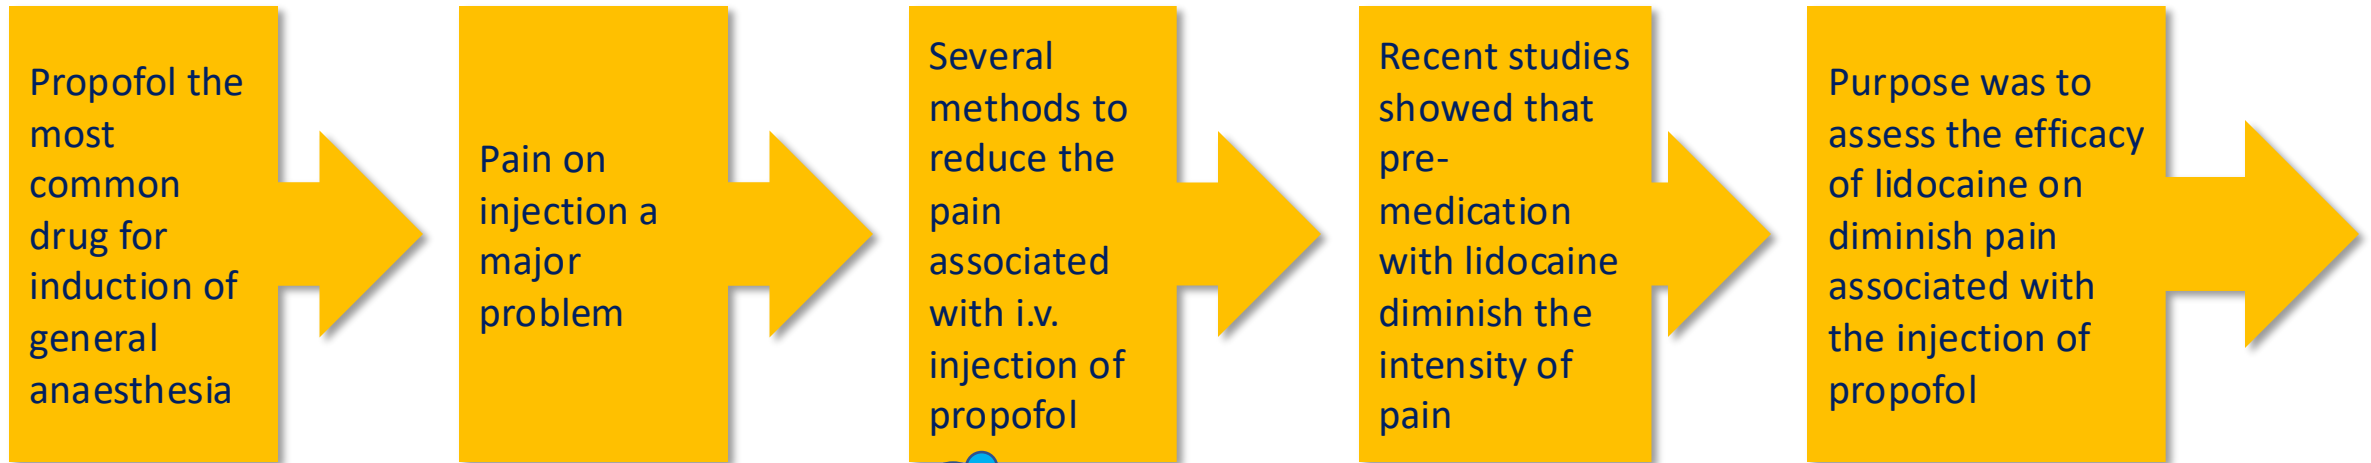 Propofol the
most
common
drug for
induction of
general
anaesthesia
Pain on
injection a
major
problem
Several
methods to
reduce the
pain
associated
with i.v.
injection of
propofol
Recent studies
showed that
pre-
medication
with lidocaine
diminish the
intensity of
pain
Purpose was to
assess the efficacy
of lidocaine on
diminish pain
associated with
the injection of
propofol